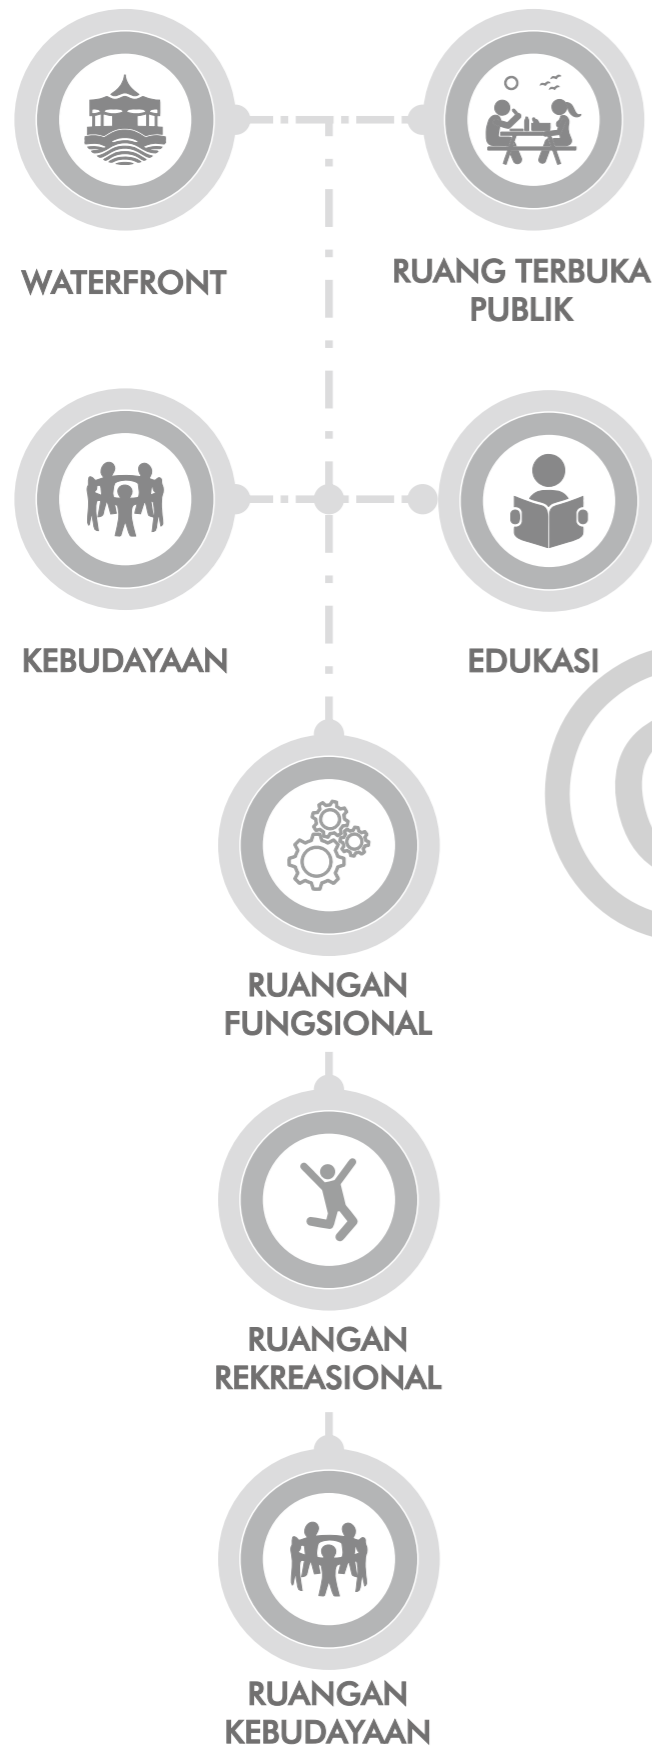 WATERFRONT
RUANG TERBUKA
PUBLIK
KEBUDAYAAN
EDUKASI
RUANGAN
FUNGSIONAL
RUANGAN
REKREASIONAL
RUANGAN
KEBUDAYAAN